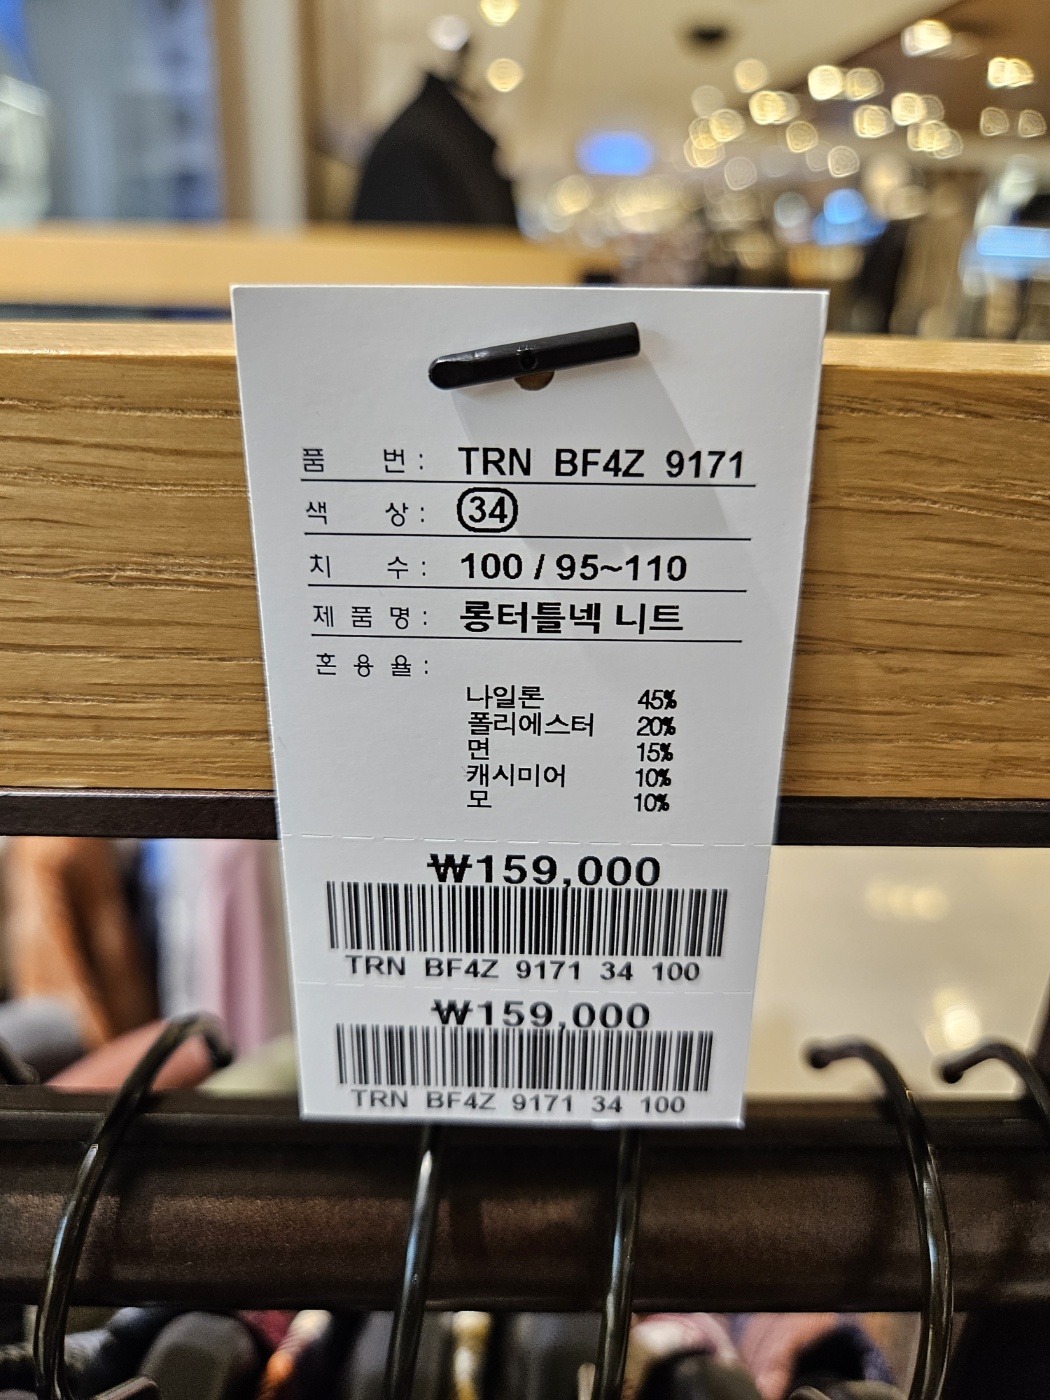 품 번 : TRN BF4Z 9171
색 상 : 34
치 수 : 100 / 95~110
제 품 명 : 롱터틀넥 니트
혼 용 율 :
나일론 45%
폴리에스터 20%
면 15%
캐시미어 10%
모 10%
₩159,000
TRN BF4Z 9171 34 100
₩159,000
TRN BF4Z 9171 34 100